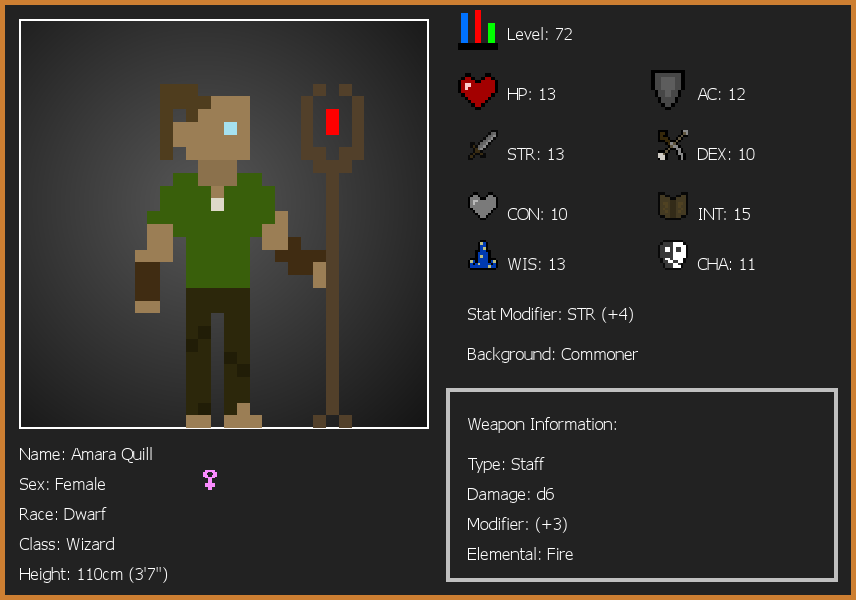 Level: 72
HP: 13
AC: 12
STR: 13
DEX: 10
CON: 10
INT: 15
WIS: 13
CHA: 11
Stat Modifier: STR (+4)
Background: Commoner
Weapon Information:
Type: Staff
Damage: d6
Modifier: (+3)
Elemental: Fire
Name: Amara Quill
Sex: Female
Race: Dwarf
Class: Wizard
Height: 110cm (3'7")